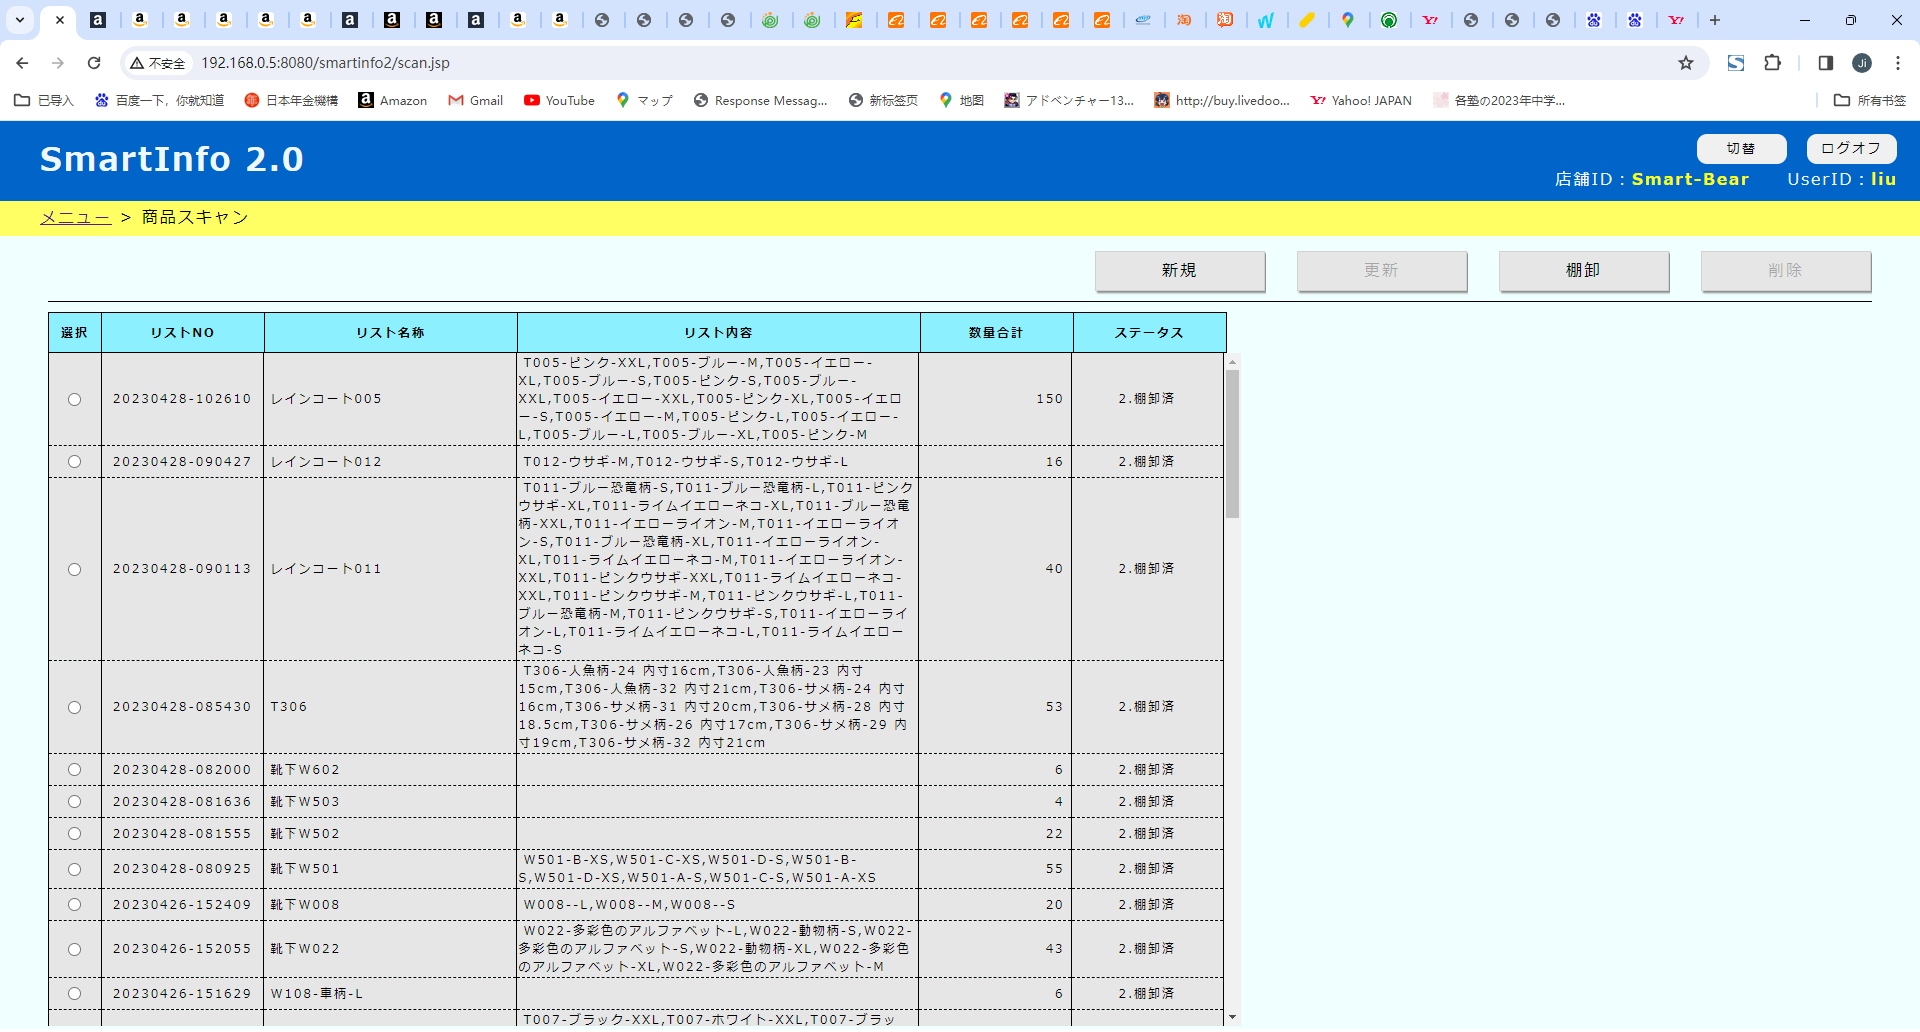 不安全 192.168.0.5:8080/smartinfo2/scan.jsp Ji
已导入 百度一下，你就知道 日本年金機構 Amazon Gmail YouTube マップ Response Messag... 新标签页 地图 アドベンチャー13... http://buy.livedoo... Yahoo! JAPAN 各塾の2023年中学... 所有书签
SmartInfo 2.0
切替 ログオフ
店舗ID：Smart-Bear UserID：liu
メニュー > 商品スキャン
新規 更新 棚卸 削除
選択 リストNO リスト名称 リスト内容 数量合計 ステータス
T005-ピンク-XXL,T005-ブルー-M,T005-イエロー-
XL,T005-ブルー-S,T005-ピンク-S,T005-ブルー-
20230428-102610 レインコート005 XXL,T005-イエロー-XXL,T005-ピンク-XL,T005-イエロ 150 2.棚卸済
ー-S,T005-イエロー-M,T005-ピンク-L,T005-イエロー-
L,T005-ブルー-L,T005-ブルー-XL,T005-ピンク-M
20230428-090427 レインコート012 T012-ウサギ-M,T012-ウサギ-S,T012-ウサギ-L 16 2.棚卸済
T011-ブルー恐竜柄-S,T011-ブルー恐竜柄-L,T011-ピンク
ウサギ-XL,T011-ライムイエローネコ-XL,T011-ブルー恐竜
柄-XXL,T011-イエローライオン-M,T011-イエローライオ
ン-S,T011-ブルー恐竜柄-XL,T011-イエローライオン-
XL,T011-ライムイエローネコ-M,T011-イエローライオン-
20230428-090113 レインコート011 XXL,T011-ピンクウサギ-XXL,T011-ライムイエローネコ- 40 2.棚卸済
XXL,T011-ピンクウサギ-M,T011-ピンクウサギ-L,T011-
ブルー恐竜柄-M,T011-ピンクウサギ-S,T011-イエローライ
オン-L,T011-ライムイエローネコ-L,T011-ライムイエロー
ネコ-S
T306-人魚柄-24 内寸16cm,T306-人魚柄-23 内寸
15cm,T306-人魚柄-32 内寸21cm,T306-サメ柄-24 内寸
20230428-085430 T306 16cm,T306-サメ柄-31 内寸20cm,T306-サメ柄-28 内寸 53 2.棚卸済
18.5cm,T306-サメ柄-26 内寸17cm,T306-サメ柄-29 内
寸19cm,T306-サメ柄-32 内寸21cm
20230428-082000 靴下W602 6 2.棚卸済
20230428-081636 靴下W503 4 2.棚卸済
20230428-081555 靴下W502 22 2.棚卸済
W501-B-XS,W501-C-XS,W501-D-S,W501-B-
20230428-080925 靴下W501 S,W501-D-XS,W501-A-S,W501-C-S,W501-A-XS 55 2.棚卸済
20230426-152409 靴下W008 W008--L,W008--M,W008--S 20 2.棚卸済
W022-多彩色のアルファベット-L,W022-動物柄-S,W022-
20230426-152055 靴下W022 多彩色のアルファベット-S,W022-動物柄-XL,W022-多彩色 43 2.棚卸済
のアルファベット-XL,W022-多彩色のアルファベット-M
20230426-151629 W108-車柄-L 6 2.棚卸済
T007-ブラック-XXL,T007-ホワイト-XXL,T007-ブラッ